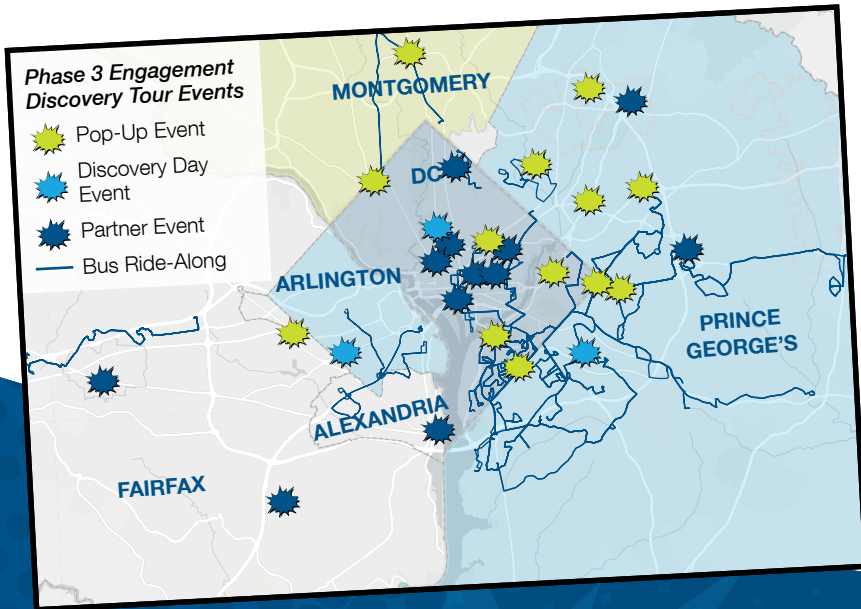 Phase 3 Engagement
Discovery Tour Events
Pop-Up Event
Discovery Day
Event
Partner Event
Bus Ride-Along
MONTGOMERY
DC
ARLINGTON
PRINCE
GEORGE'S
ALEXANDRIA
FAIRFAX